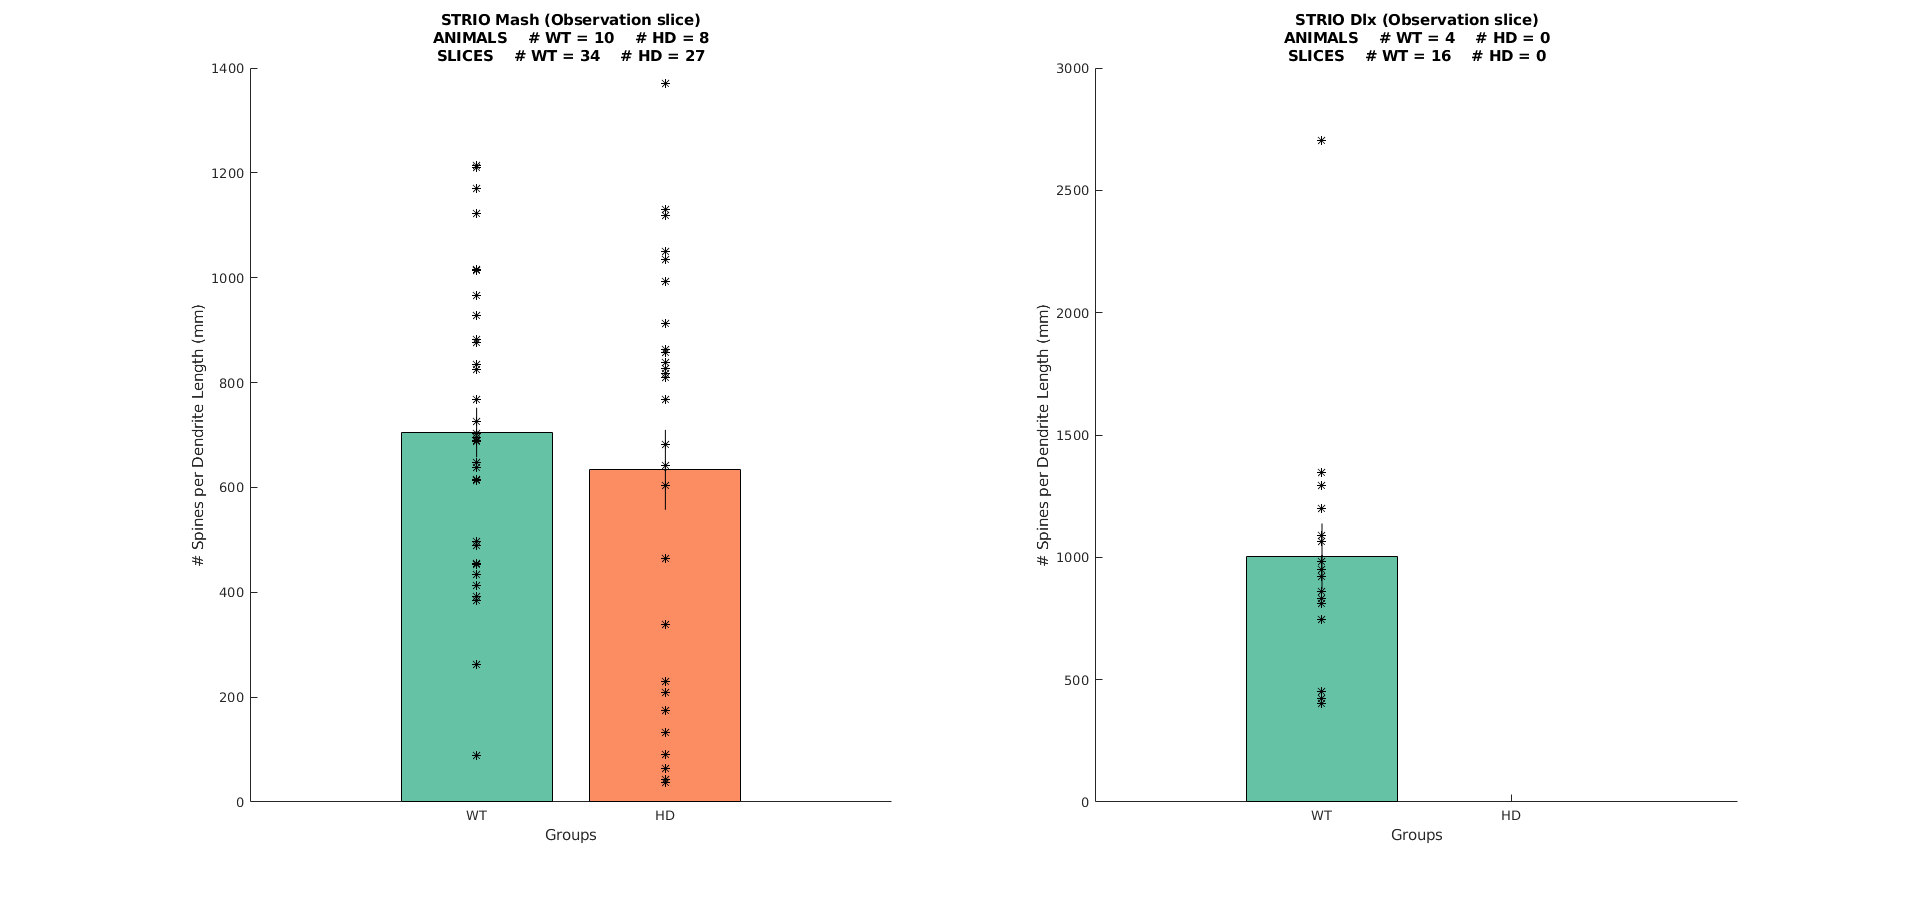 STRIO Mash (Observation slice)
ANIMALS # WT = 10 # HD = 8
SLICES # WT = 34 # HD = 27
1400
1200
1000
800
600
400
200
0
# Spines per Dendrite Length (mm)
WT
HD
Groups
STRIO Dlx (Observation slice)
ANIMALS # WT = 4 # HD = 0
SLICES # WT = 16 # HD = 0
3000
2500
2000
1500
1000
500
0
# Spines per Dendrite Length (mm)
WT
HD
Groups